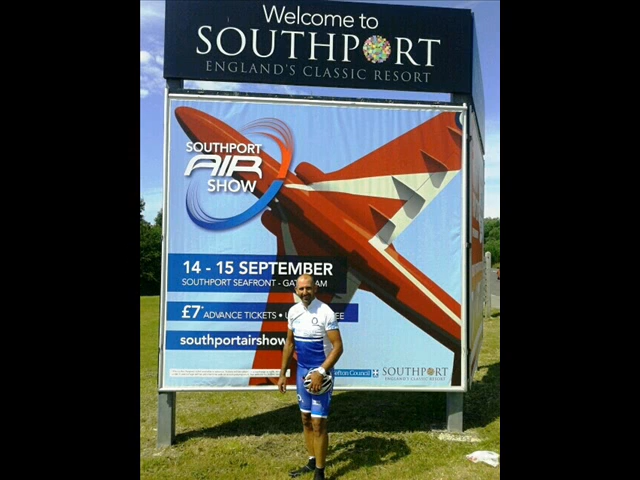 Welcome to
SOUTHPORT
ENGLAND'S CLASSIC RESORT
SOUTHPORT
AIR
SHOW
14 - 15 SEPTEMBER
SOUTHPORT SEAFRONT -
£7* ADVANCE TICKETS •
southportairshow
Council
SOUTHPORT
ENGLAND'S CLASSIC RESORT